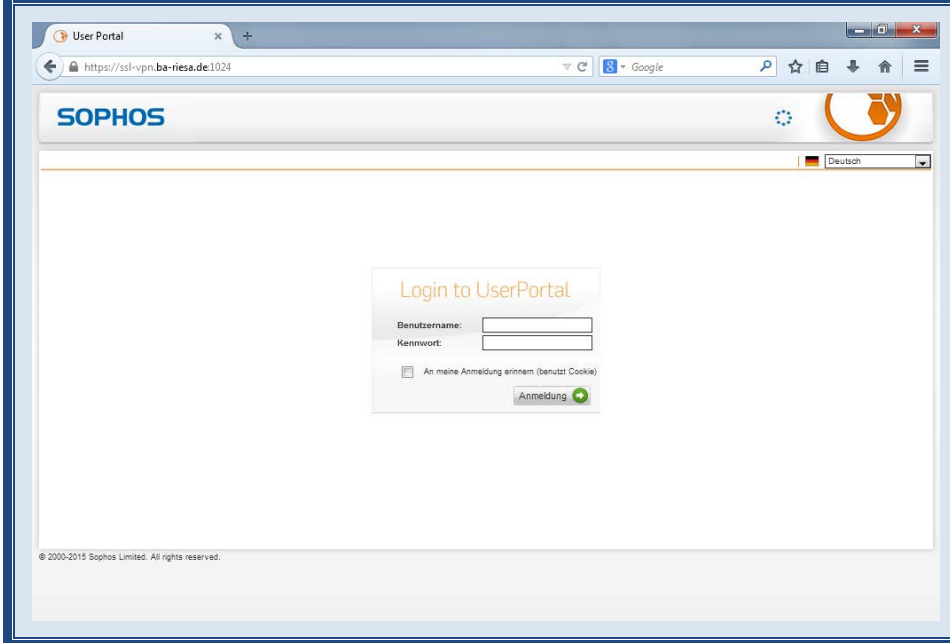 User Portal
https://ssl-vpn.ba-riesa.de:1024
Google
SOPHOS
Deutsch
Login to UserPortal
Benutzername:
Kennwort:
An meine Anmeldung erinnern (benutzt Cookie)
Anmeldung
© 2000-2015 Sophos Limited. All rights reserved.